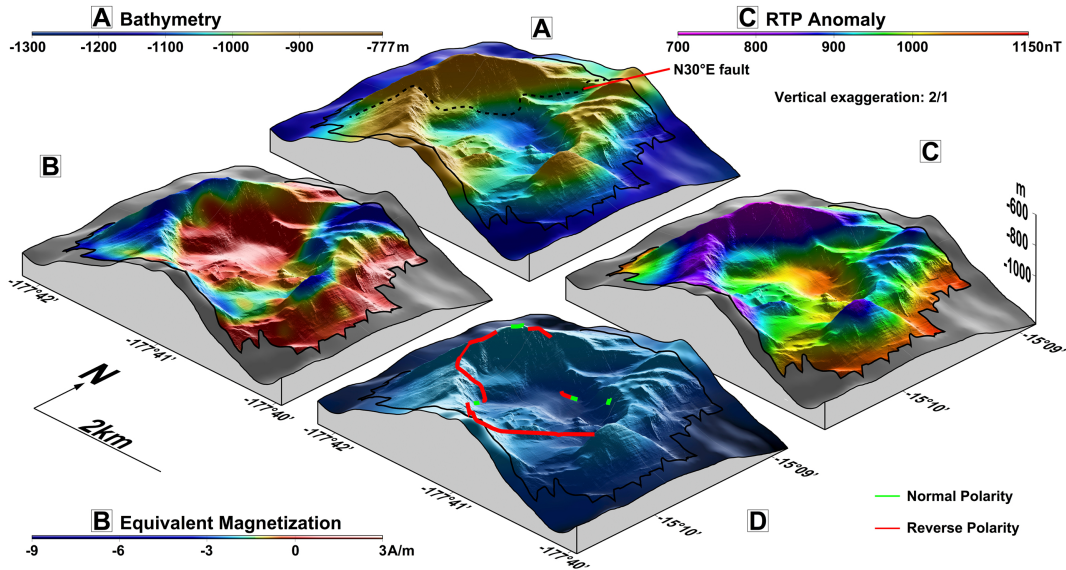 A Bathymetry
-1300 -1200 -1100 -1000 -900 -777m
A
C RTP Anomaly
700 800 900 1000 1150nT
N30°E fault
Vertical exaggeration: 2/1
B
C
m
-600
-800
-1000
-177°42'
-177°41'
-177°40'
-15°09'
-15°10'
N
2km
-177°42'
-177°41'
-177°40'
-15°09'
-15°10'
D
Normal Polarity
Reverse Polarity
B Equivalent Magnetization
-9 -6 -3 0 3A/m